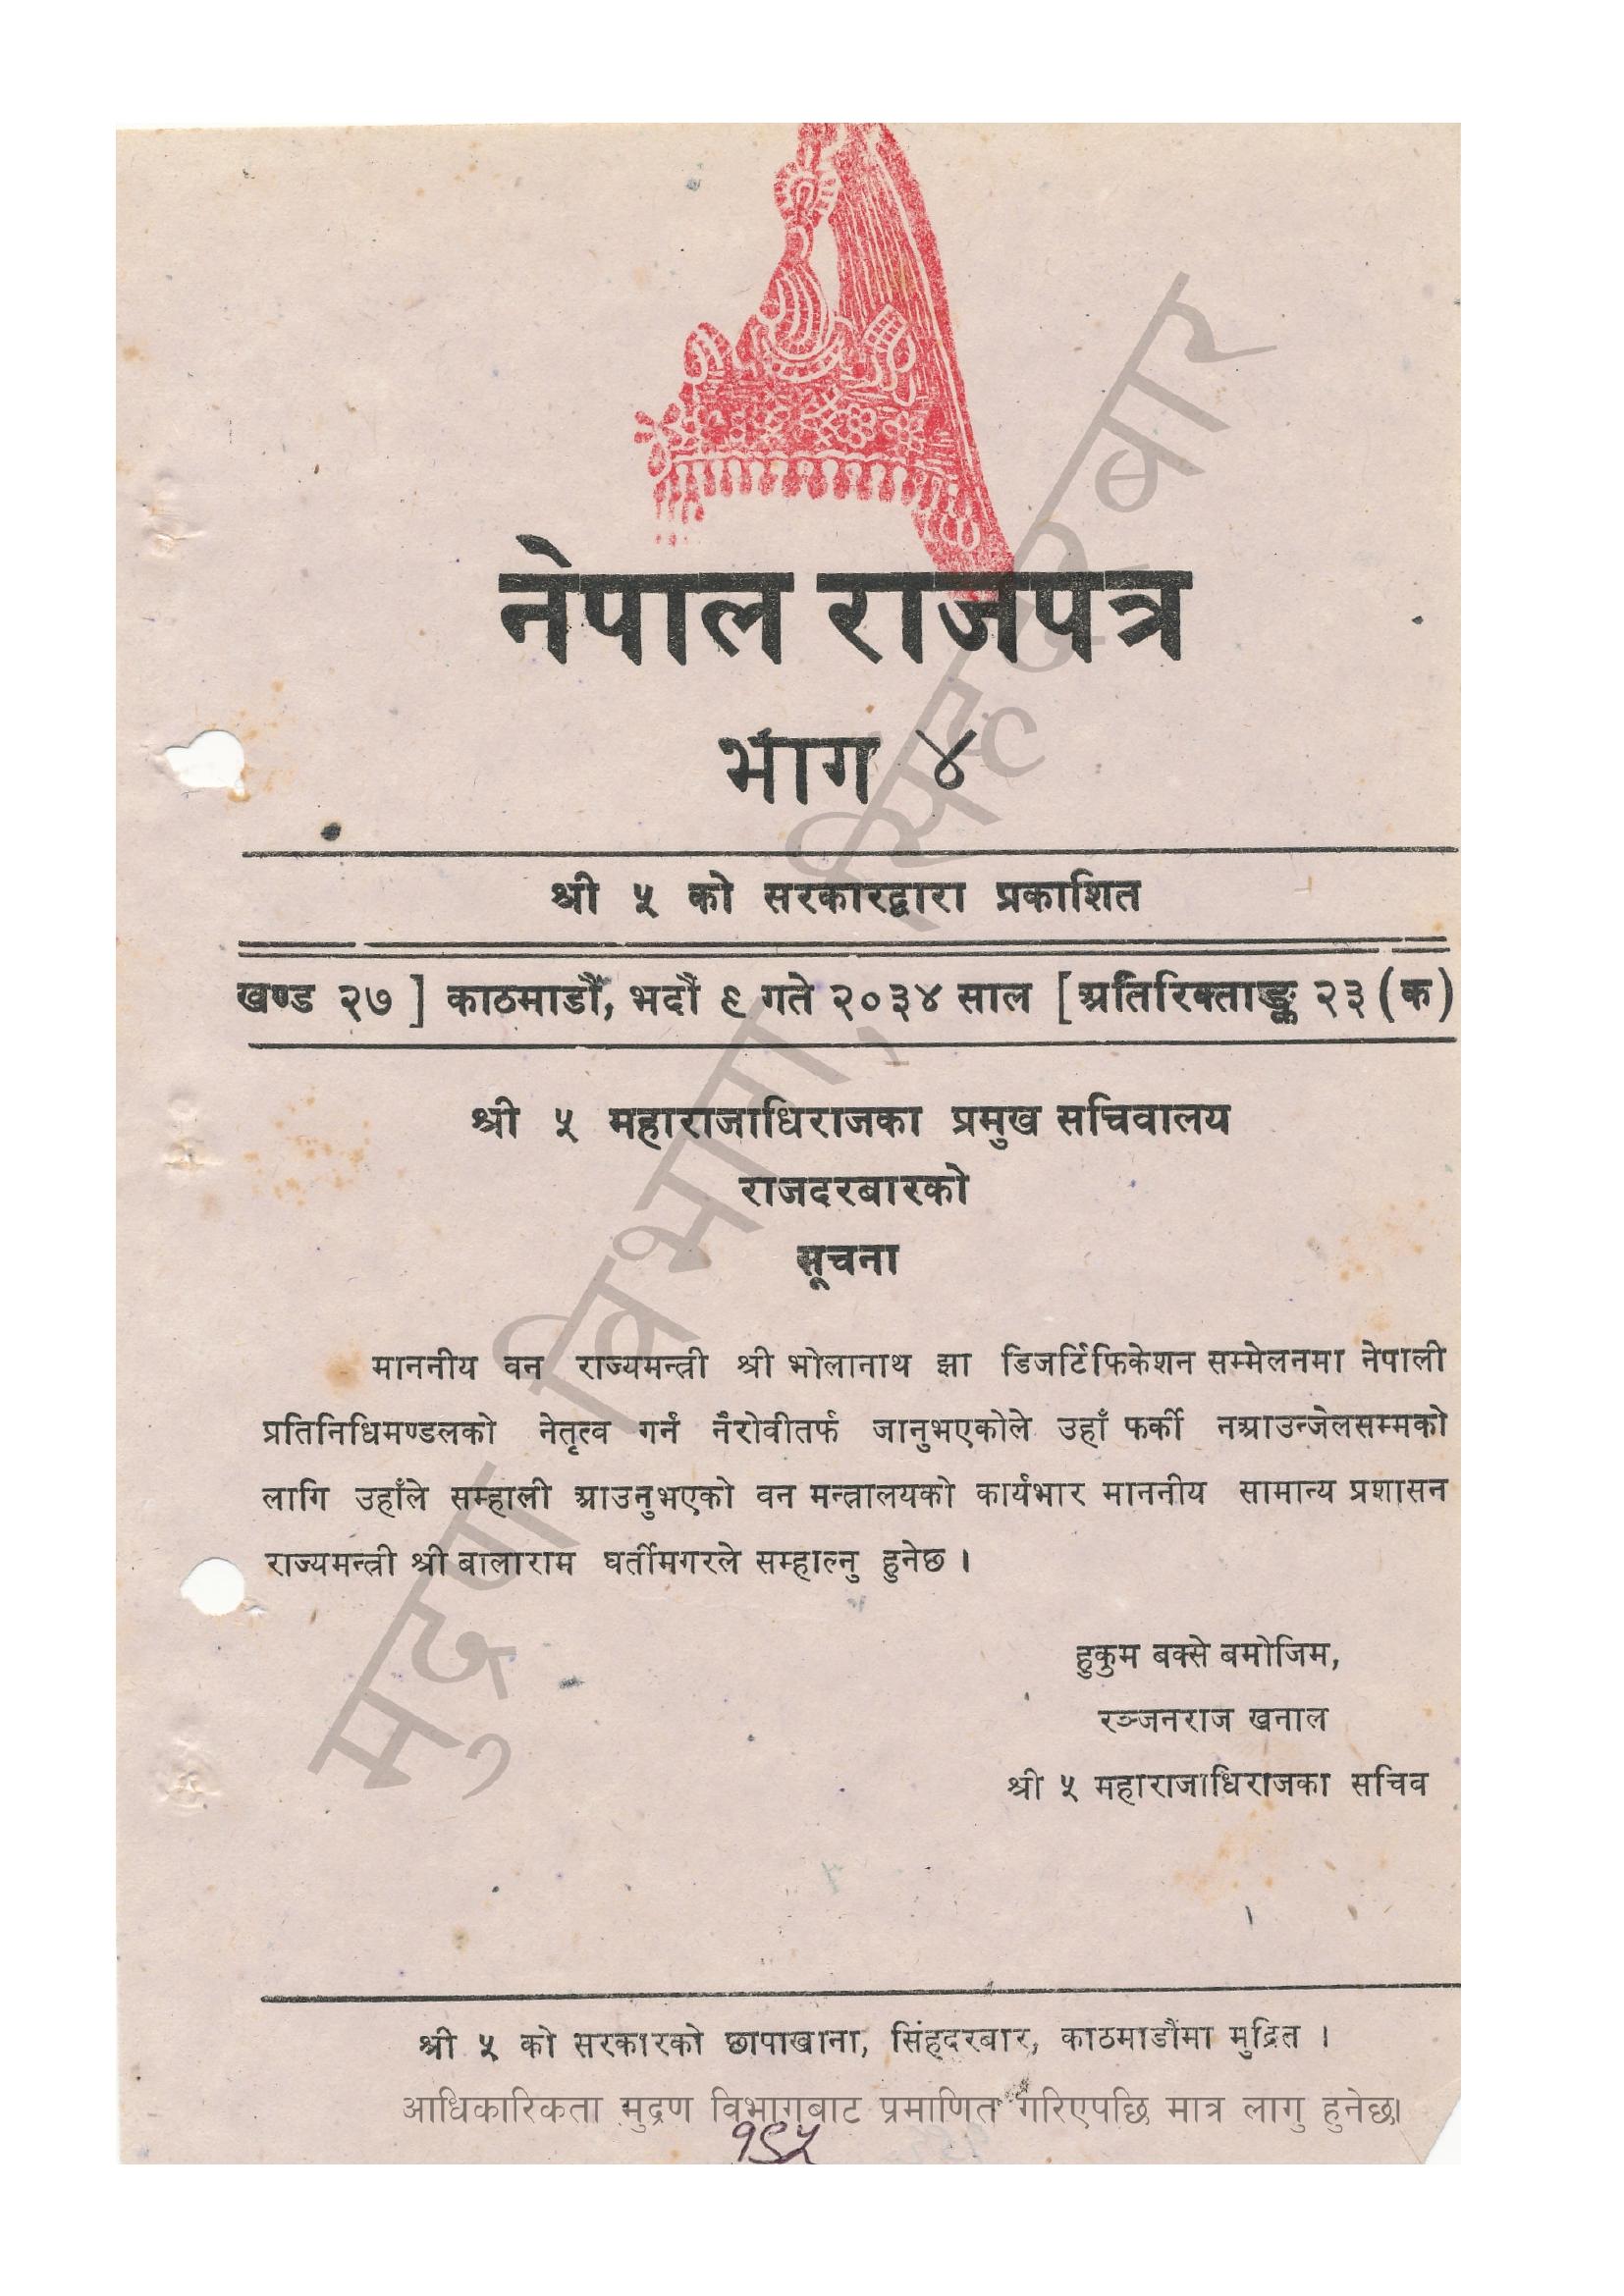 नेपाल राजपत्र
भाग ४
श्री ५ को सरकारद्वारा प्रकाशित
खण्ड २७ ] काठमाडौं, भदौ ९ गते २०३४ साल [ अतिरिक्ताङ्क २३ (क)
श्री ५ महाराजाधिराजका प्रमुख सचिवालय
राजदरबारको
सूचना
माननीय वन राज्यमन्त्री श्री भोलानाथ झा डिजर्टिफिकेशन सम्मेलनमा नेपाली
प्रतिनिधिमण्डलको नेतृत्व गर्न नैरोवीतर्फ जानुभएकोले उहाँ फर्की नआउन्जेलसम्मको
लागि उहाँले सम्हाली आउनुभएको वन मन्त्रालयको कार्यभार माननीय सामान्य प्रशासन
राज्यमन्त्री श्री बालाराम घर्तीमगरले सम्हाल्नु हुनेछ ।
हुकुम बक्से बमोजिम,
रञ्जनराज खनाल
श्री ५ महाराजाधिराजका सचिव
श्री ५ को सरकारको छापाखाना, सिंहदरबार, काठमाडौंमा मुद्रित ।
आधिकारिकता मुद्रण विभागबाट प्रमाणित गरिएपछि मात्र लागु हुनेछ।
१९५
मुद्रण विभाग, सिंहदरबार